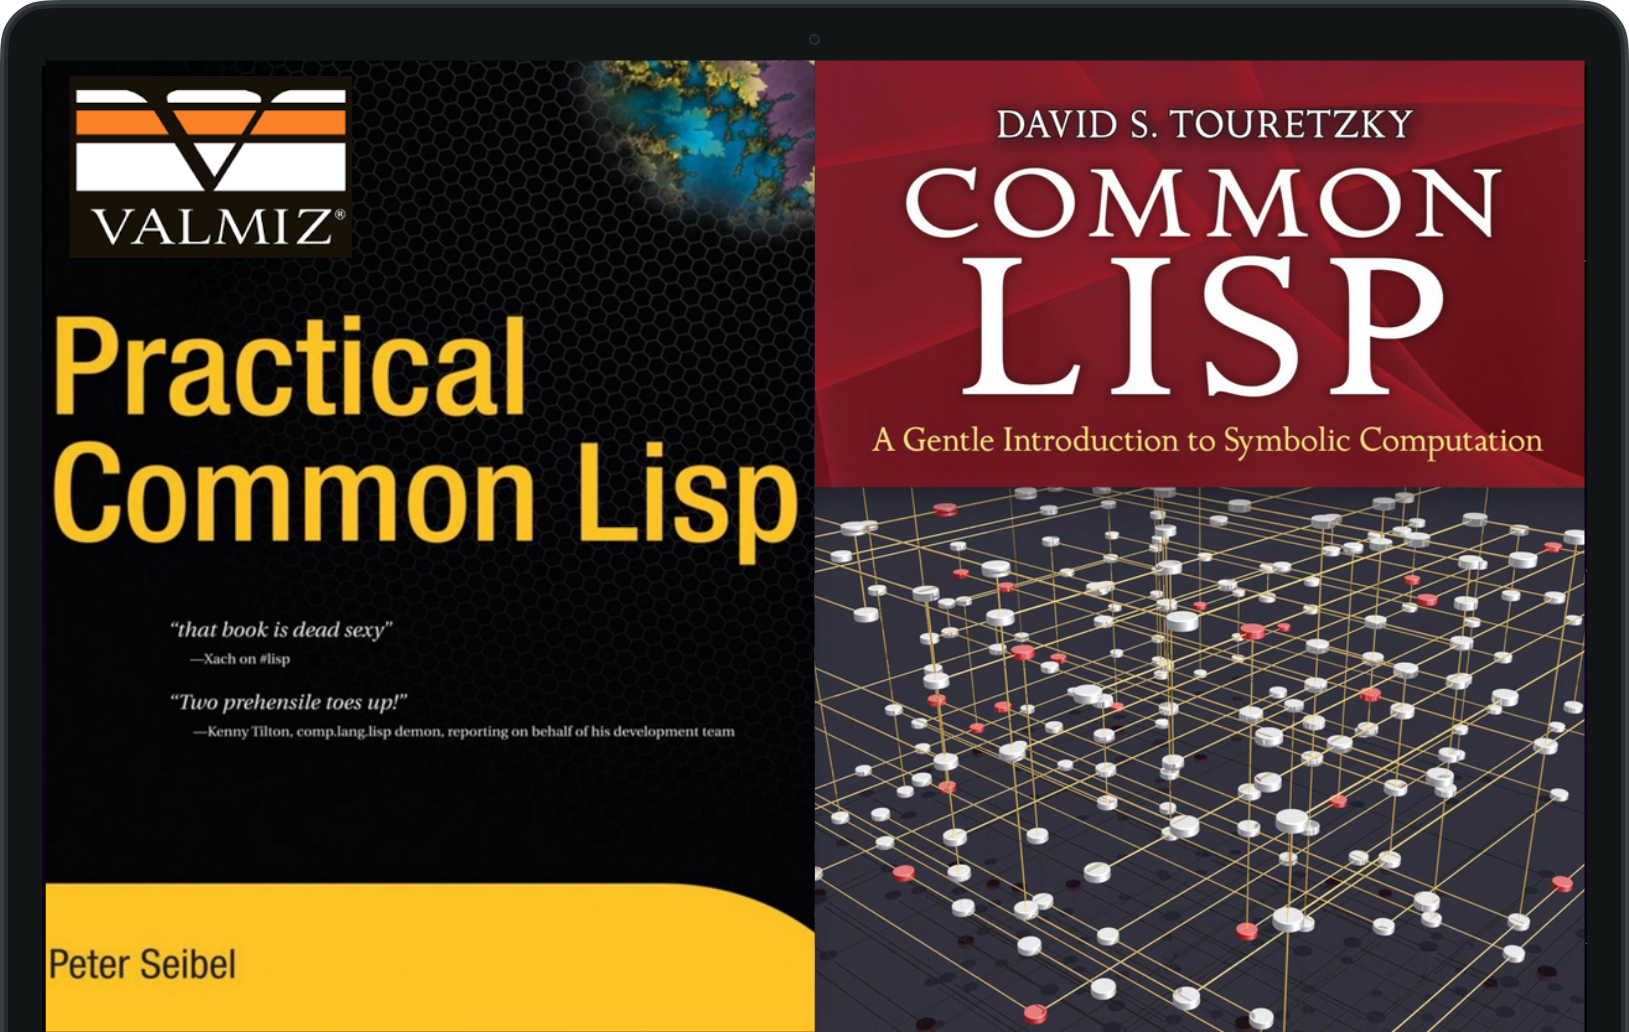 VALMIZ®
Practical
Common Lisp
“that book is dead sexy”
—Xach on #lisp
“Two prehensile toes up!”
—Kenny Tilton, comp.lang.lisp demon, reporting on behalf of his development team
Peter Seibel
DAVID S. TOURETZKY
COMMON
LISP
A Gentle Introduction to Symbolic Computation